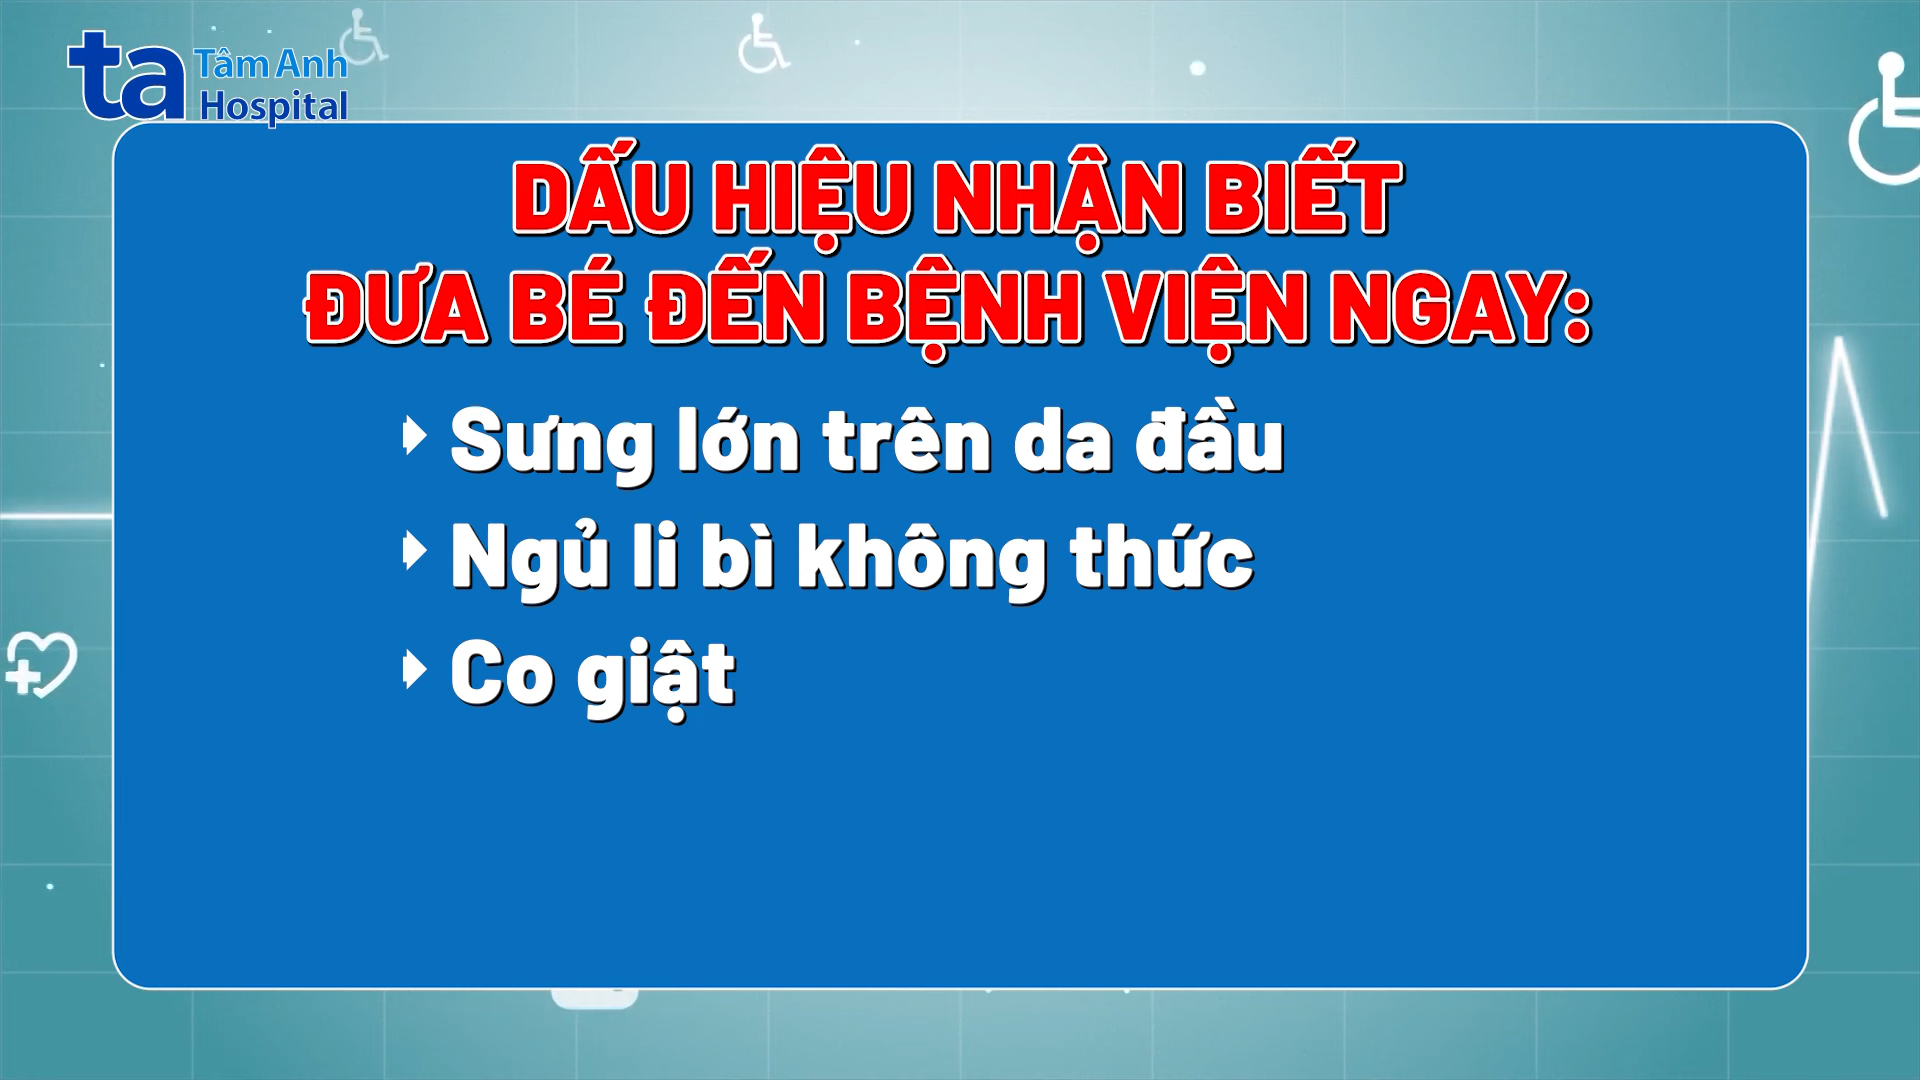 ta Tâm Anh
Hospital
DẤU HIỆU NHẬN BIẾT
ĐƯA BÉ ĐẾN BỆNH VIỆN NGAY:
Sưng lớn trên da đầu
Ngủ li bì không thức
Co giật